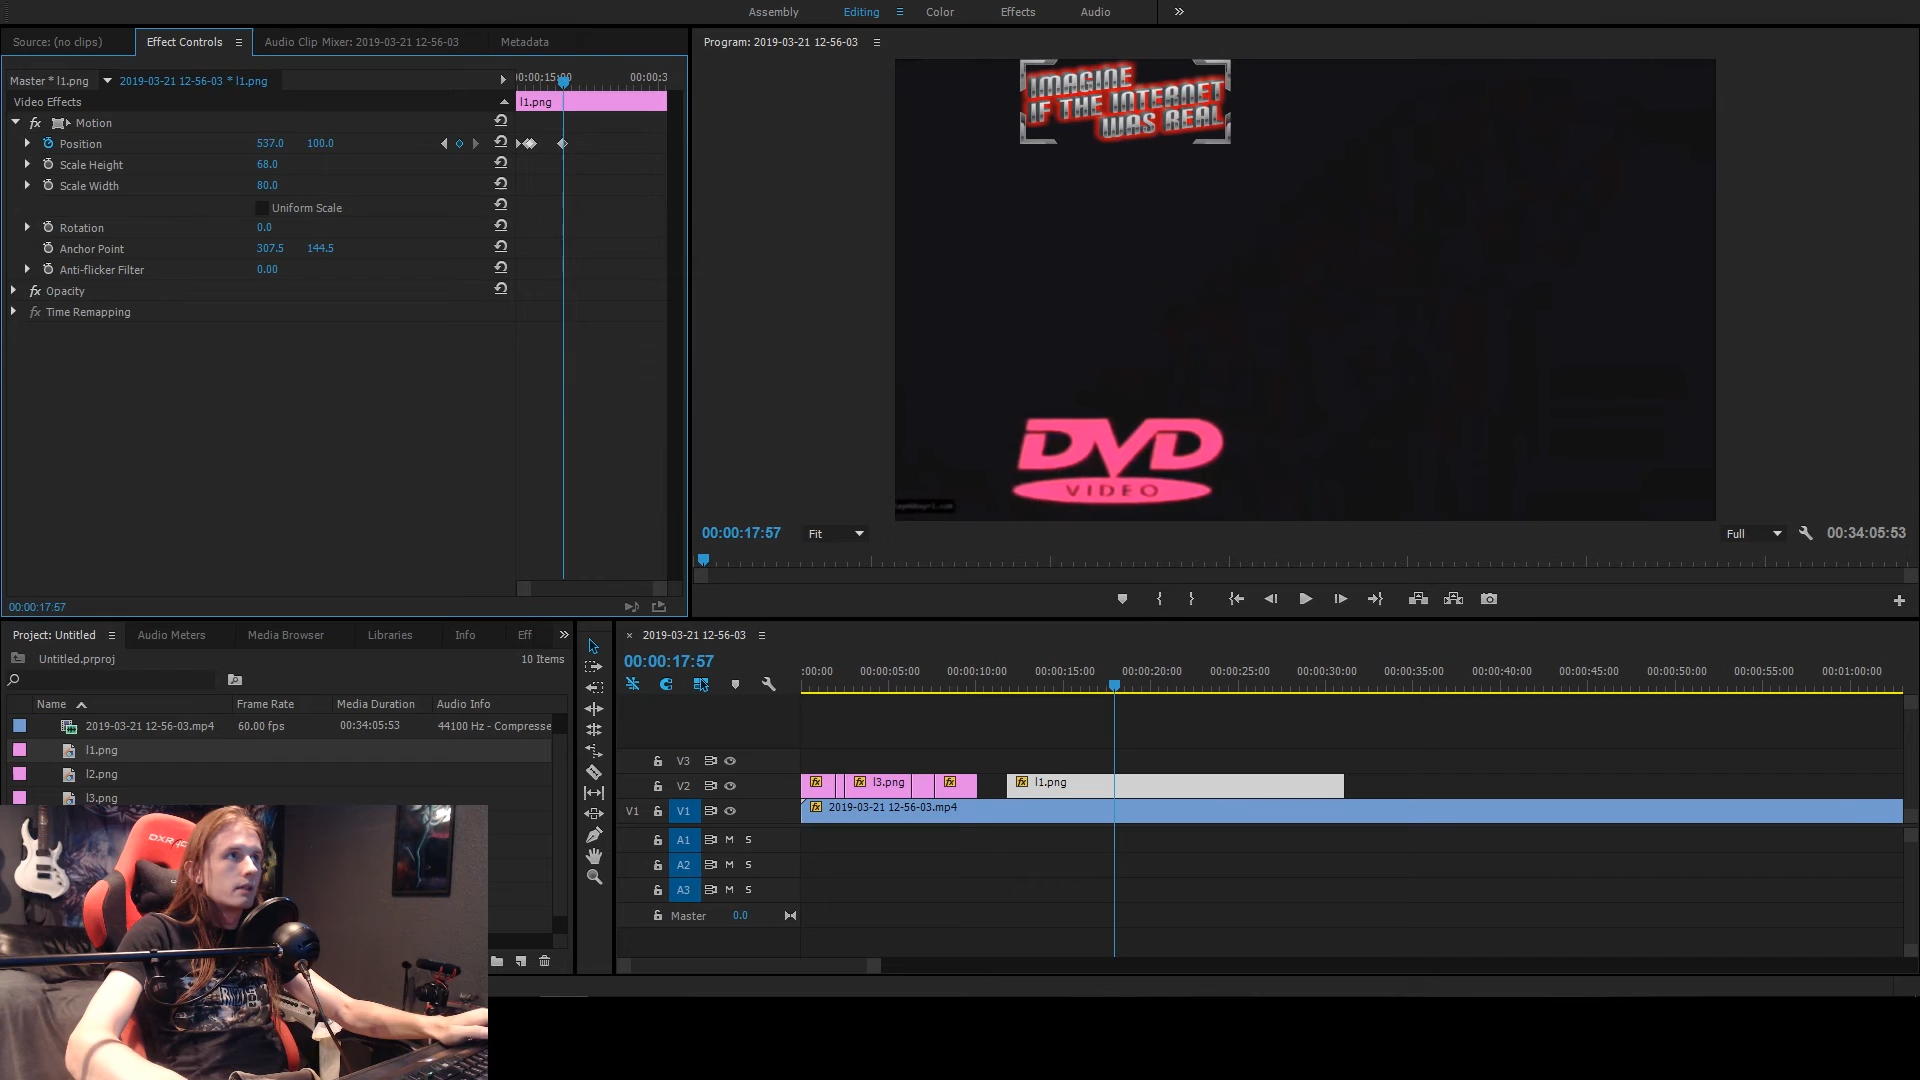 Assembly
Editing
Color
Effects
Audio
Source: (no clips)
Effect Controls
Audio Clip Mixer: 2019-03-21 12-56-03
Metadata
Program: 2019-03-21 12-56-03
Master * l1.png
2019-03-21 12-56-03 * l1.png
00:00:15:00
00:00:3
Video Effects
l1.png
fx Motion
Position 537.0 100.0
Scale Height 68.0
Scale Width 80.0
Uniform Scale
Rotation 0.0
Anchor Point 307.5 144.5
Anti-flicker Filter 0.00
fx Opacity
fx Time Remapping
IMAGINE
IF THE INTERNET
WAS REAL
DVD
VIDEO
00:00:17:57
Fit
Full
00:34:05:53
00:00:17:57
Project: Untitled
Audio Meters
Media Browser
Libraries
Info
Eff
Untitled.prproj
10 Items
Name
Frame Rate
Media Duration
Audio Info
2019-03-21 12-56-03.mp4 60.00 fps 00:34:05:53 44100 Hz - Compresse
l1.png
l2.png
l3.png
× 2019-03-21 12-56-03
00:00:17:57
:00:00 00:00:05:00 00:00:10:00 00:00:15:00 00:00:20:00 00:00:25:00 00:00:30:00 00:00:35:00 00:00:40:00 00:00:45:00 00:00:50:00 00:00:55:00 00:01:00:00
V3
V2
fx
fx l3.png
fx
fx l1.png
V1 V1
fx 2019-03-21 12-56-03.mp4
A1 M S
A2 M S
A3 M S
Master 0.0
DXRAC